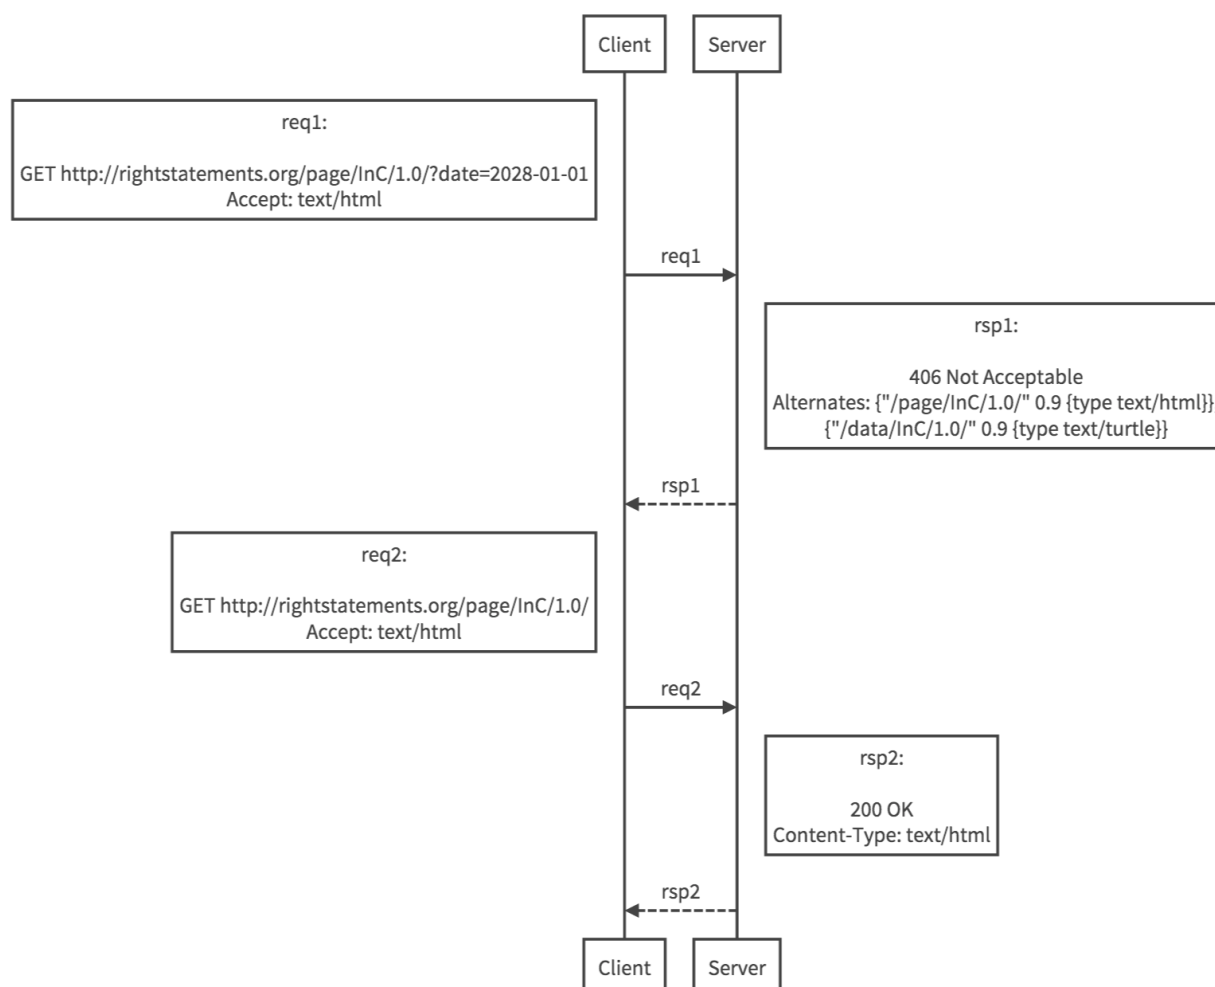 Client
Server
req1:
GET http://rightstatements.org/page/InC/1.0/?date=2028-01-01
Accept: text/html
req1
rsp1:
406 Not Acceptable
Alternates: {"/page/InC/1.0/" 0.9 {type text/html}}
{"/data/InC/1.0/" 0.9 {type text/turtle}}
rsp1
req2:
GET http://rightstatements.org/page/InC/1.0/
Accept: text/html
req2
rsp2:
200 OK
Content-Type: text/html
rsp2
Client
Server